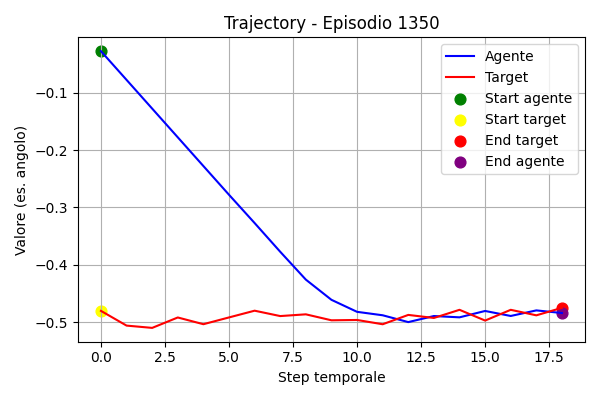 Trajectory - Episodio 1350
Agente
Target
Start agente
Start target
End target
End agente
Valore (es. angolo)
−0.1
−0.2
−0.3
−0.4
−0.5
0.0 2.5 5.0 7.5 10.0 12.5 15.0 17.5
Step temporale